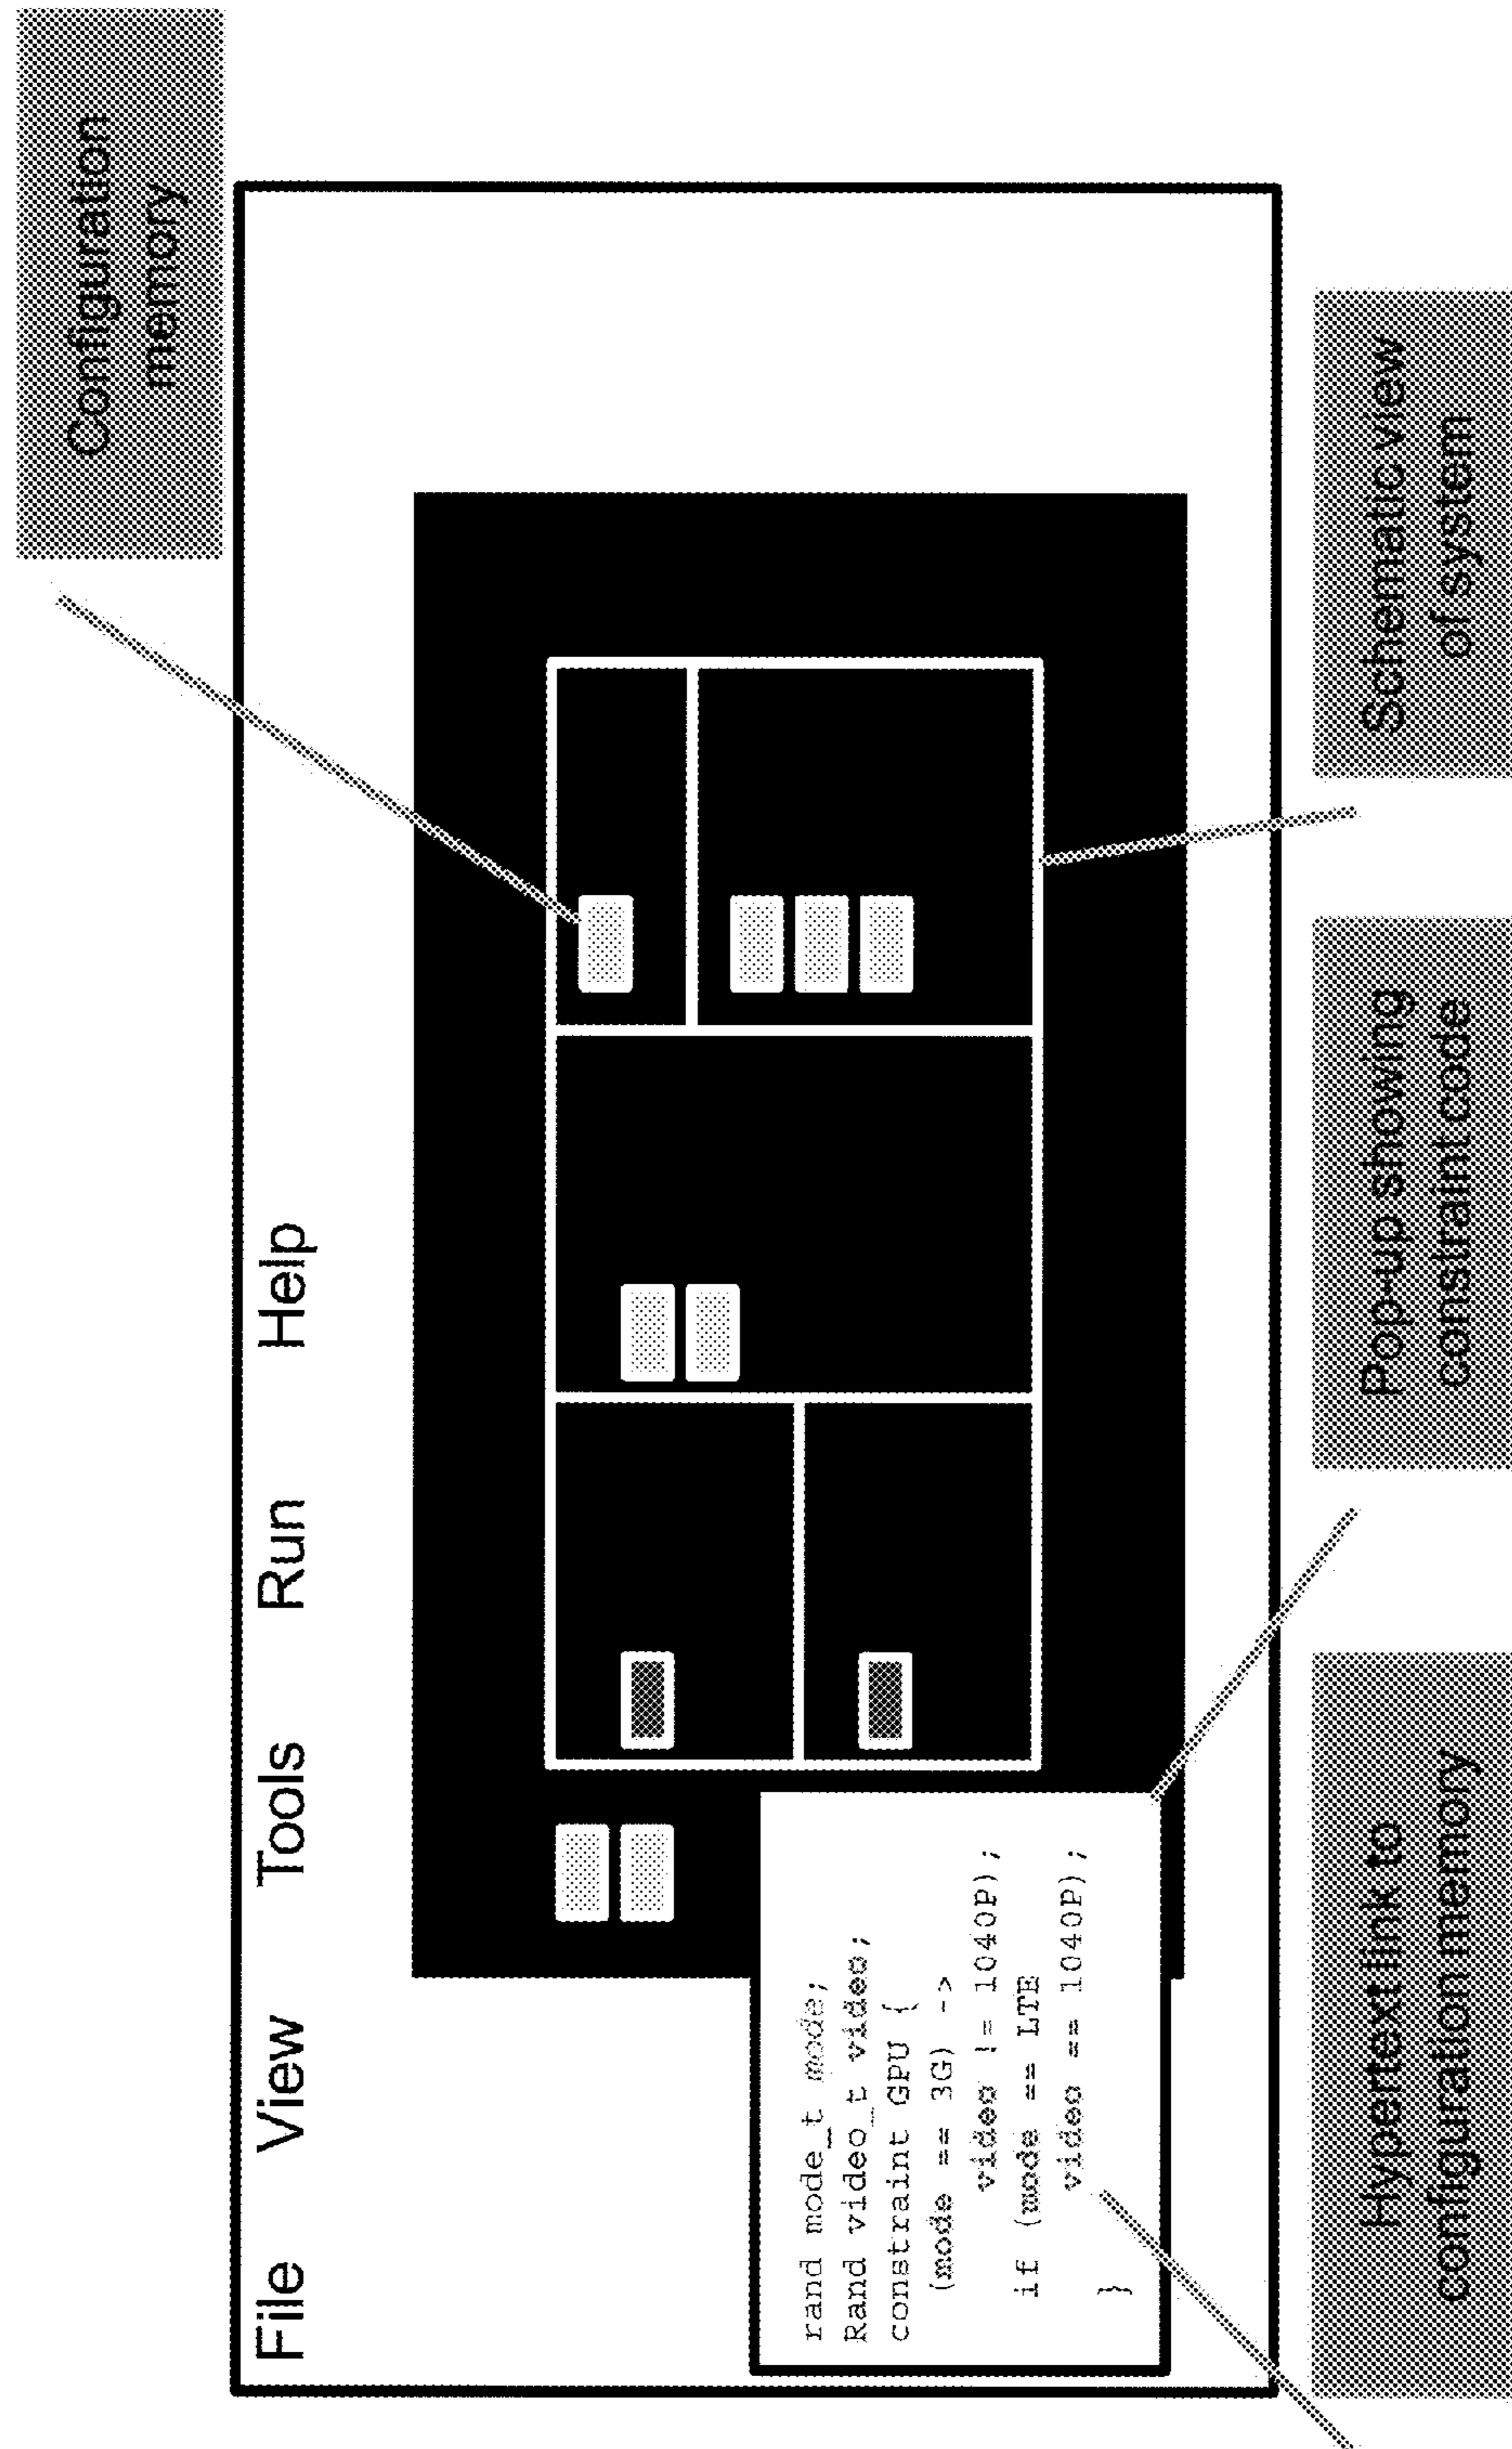 Configuration
memory
File View Tools Run Help
rand mode_t mode;
Rand video_t video;
constraint GPU {
(mode == 3G) ->
video != 1040P);
if (mode == LTE
video == 1040P);
}
Hypertext link to
configuration memory
Pop-up showing
constraint code
Schematic view
of system